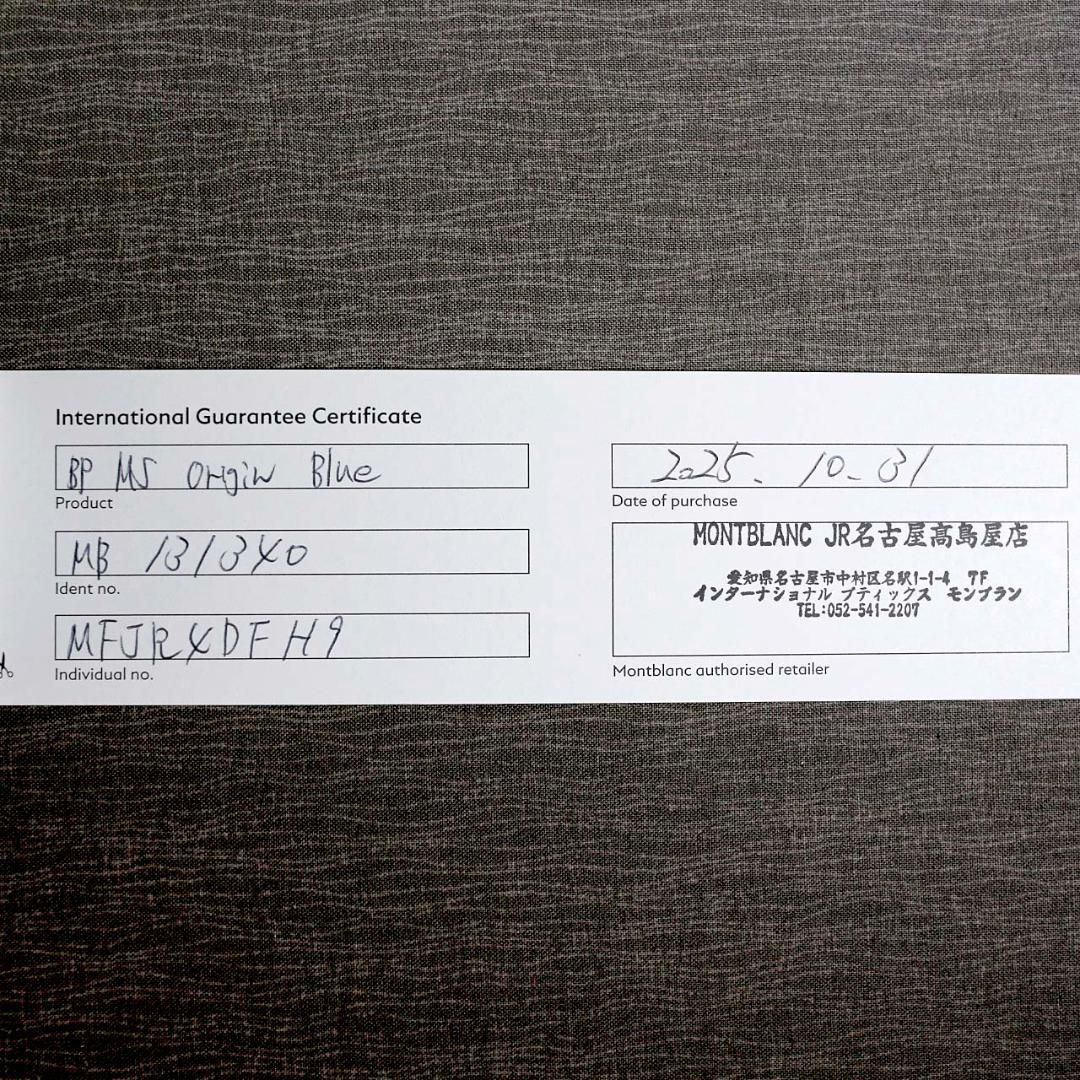 International Guarantee Certificate
BP MS Origin Blue
Product
MB 131340
Ident no.
MFJR4DFH9
Individual no.
2025. 10. 31
Date of purchase
MONTBLANC JR名古屋高島屋店
愛知県名古屋市中村区名駅1-1-4 7F
インターナショナル ブティックス モンブラン
TEL:052-541-2207
Montblanc authorised retailer